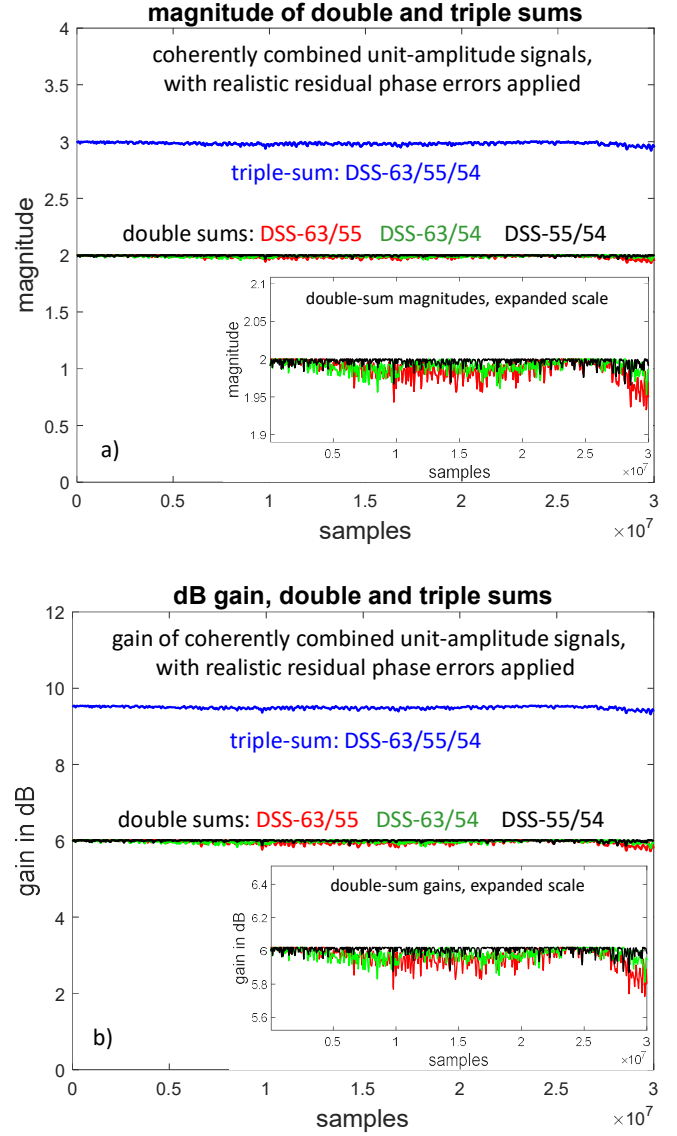 magnitude of double and triple sums
4
3.5
3
2.5
2
1.5
1
0.5
0
magnitude
coherently combined unit-amplitude signals,
with realistic residual phase errors applied
triple-sum: DSS-63/55/54
double sums: DSS-63/55 DSS-63/54 DSS-55/54
double-sum magnitudes, expanded scale
2.1
2.05
2
1.95
1.9
magnitude
0.5 1 1.5 2 2.5 3
samples
×10^7
a)
0 0.5 1 1.5 2 2.5 3
samples
×10^7
dB gain, double and triple sums
12
10
8
6
4
2
0
gain in dB
gain of coherently combined unit-amplitude signals,
with realistic residual phase errors applied
triple-sum: DSS-63/55/54
double sums: DSS-63/55 DSS-63/54 DSS-55/54
double-sum gains, expanded scale
6.4
6.2
6
5.8
5.6
gain in dB
0.5 1 1.5 2 2.5 3
samples
×10^7
b)
0 0.5 1 1.5 2 2.5 3
samples
×10^7